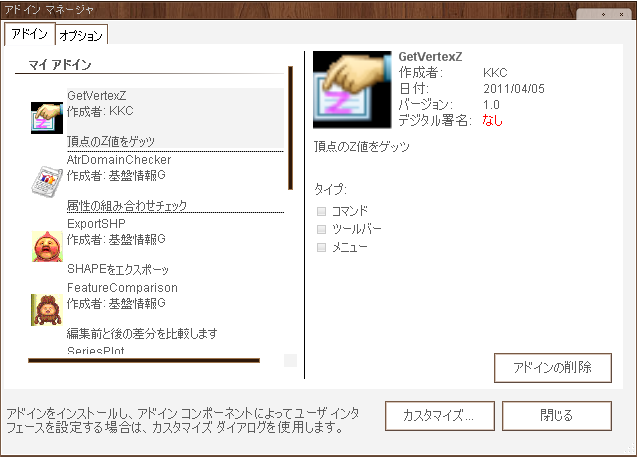 アドイン マネージャ
アドイン
オプション
マイ アドイン
GetVertexZ
作成者: KKC
頂点のZ値をゲッツ
AtrDomainChecker
作成者: 基盤情報G
属性の組み合わせチェック
ExportSHP
作成者: 基盤情報G
SHAPEをエクスポーッ
FeatureComparison
作成者: 基盤情報G
編集前と後の差分を比較します
SeriesPlot
GetVertexZ
作成者: KKC
日付: 2011/04/05
バージョン: 1.0
デジタル署名: なし
頂点のZ値をゲッツ
タイプ:
コマンド
ツールバー
メニュー
アドインの削除
アドインをインストールし、アドイン コンポーネントによってユーザ インタ
フェースを設定する場合は、カスタマイズ ダイアログを使用します。
カスタマイズ...
閉じる